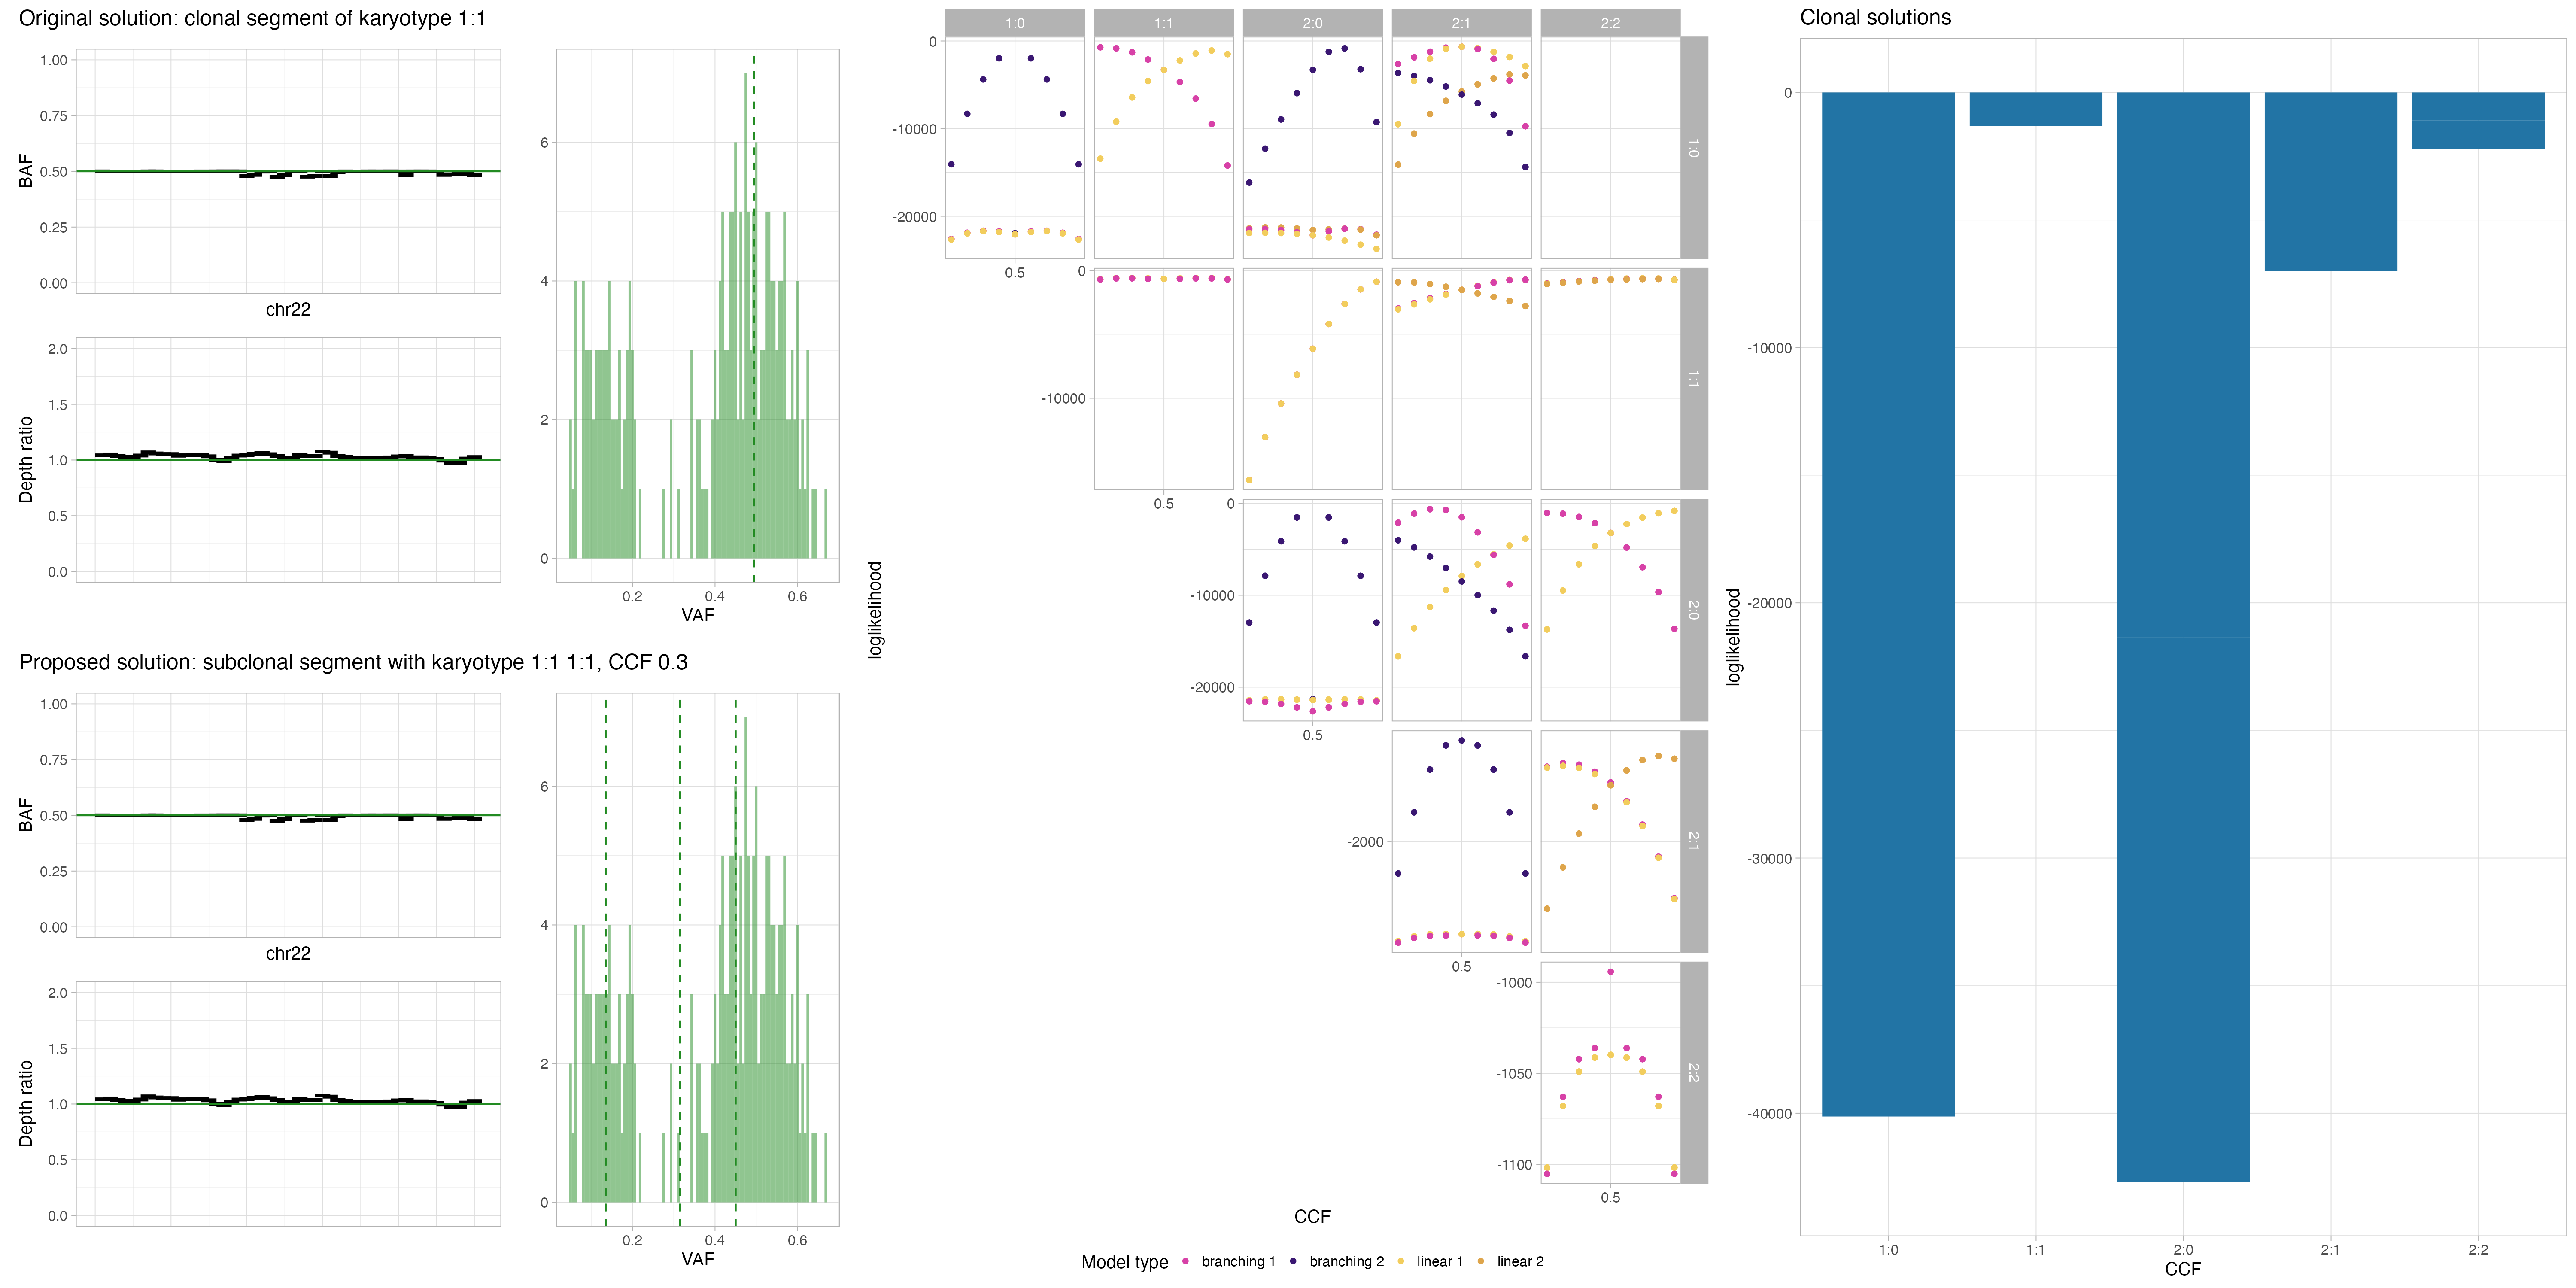 Original solution: clonal segment of karyotype 1:1
1.00
0.75
0.50
0.25
0.00
BAF
chr22
2.0
1.5
1.0
0.5
0.0
Depth ratio
6
4
2
0
0.2 0.4 0.6
VAF
Proposed solution: subclonal segment with karyotype 1:1 1:1, CCF 0.3
1.00
0.75
0.50
0.25
0.00
BAF
chr22
2.0
1.5
1.0
0.5
0.0
Depth ratio
6
4
2
0
0.2 0.4 0.6
VAF
loglikelihood
1:0 1:1 2:0 2:1 2:2
0
-10000
-20000
0.5
1:0
0
-10000
0.5
1:1
0
-10000
-20000
0.5
2:0
-2000
0.5
2:1
-1000
-1050
-1100
0.5
2:2
CCF
Model type branching 1 branching 2 linear 1 linear 2
Clonal solutions
0
-10000
-20000
-30000
-40000
loglikelihood
1:0 1:1 2:0 2:1 2:2
CCF